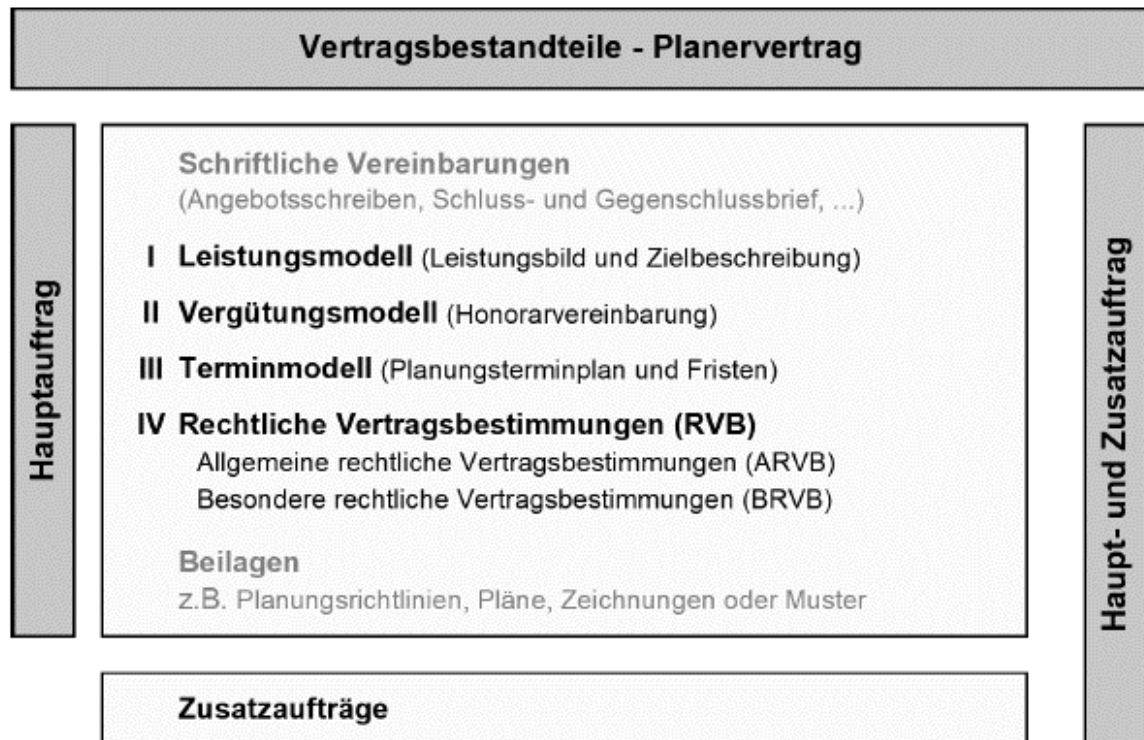 Vertragsbestandteile - Planervertrag
Hauptauftrag
Schriftliche Vereinbarungen
(Angebotsschreiben, Schluss- und Gegenschlussbrief, ...)
I Leistungsmodell (Leistungsbild und Zielbeschreibung)
II Vergütungsmodell (Honorarvereinbarung)
III Terminmodell (Planungsterminplan und Fristen)
IV Rechtliche Vertragsbestimmungen (RVB)
Allgemeine rechtliche Vertragsbestimmungen (ARVB)
Besondere rechtliche Vertragsbestimmungen (BRVB)
Beilagen
z.B. Planungsrichtlinien, Pläne, Zeichnungen oder Muster
Haupt- und Zusatzauftrag
Zusatzaufträge